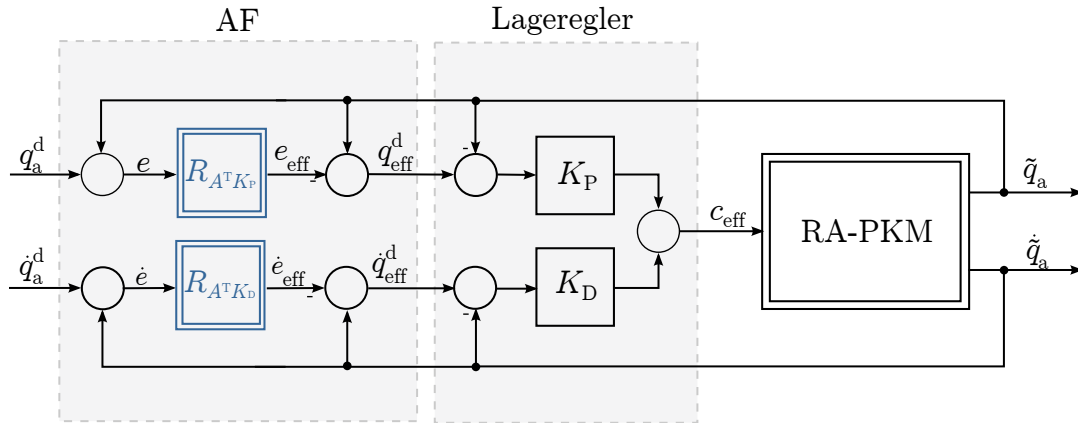 AF
Lageregler
q_a^d
e
R_{A^T K_P}
e_eff
-
q_eff^d
-
K_P
c_eff
RA-PKM
q̃_a
q̇_a^d
ė
R_{A^T K_D}
ė_eff
-
q̇_eff^d
-
K_D
q̃̇_a